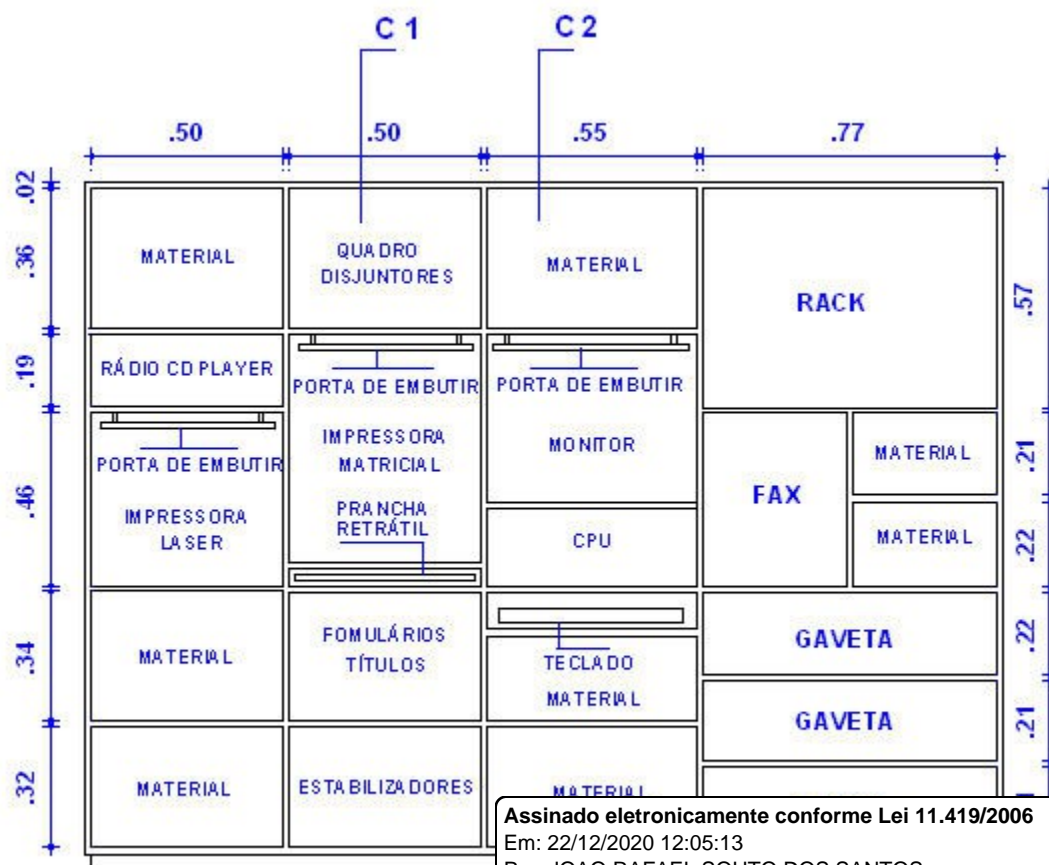 C 1
C 2
.50
.50
.55
.77
.02
.36
.19
.46
.34
.32
MATERIAL
QUADRO
DISJUNTORES
MATERIAL
RACK
.57
RÁDIO CD PLAYER
PORTA DE EMBUTIR
PORTA DE EMBUTIR
PORTA DE EMBUTIR
IMPRESSORA
LASER
IMPRESSORA
MATRICIAL
PRANCHA
RETRÁTIL
MONITOR
CPU
FAX
MATERIAL
.21
MATERIAL
.22
MATERIAL
FOMULÁRIOS
TÍTULOS
TECLADO
MATERIAL
GAVETA
.22
GAVETA
.21
MATERIAL
ESTABILIZADORES
MATERIAL
Assinado eletronicamente conforme Lei 11.419/2006
Em: 22/12/2020 12:05:13